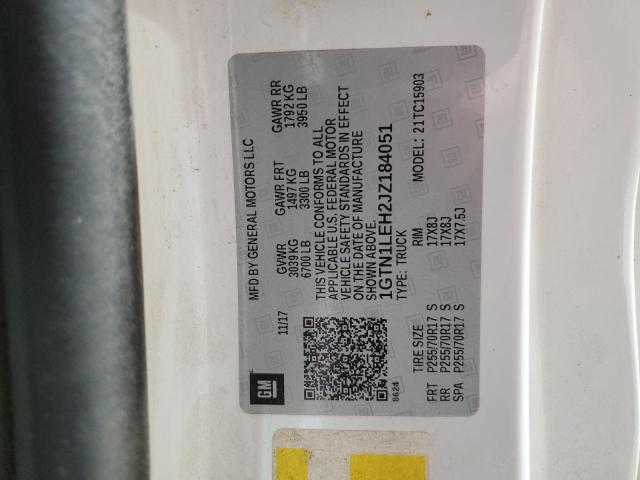 GM
MFD BY GENERAL MOTORS LLC
11/17
GVWR GAWR FRT GAWR RR
3039 KG 1497 KG 1792 KG
6700 LB 3300 LB 3950 LB
THIS VEHICLE CONFORMS TO ALL
APPLICABLE U.S. FEDERAL MOTOR
VEHICLE SAFETY STANDARDS IN EFFECT
ON THE DATE OF MANUFACTURE
SHOWN ABOVE.
1GTN1LEH2JZ184051
TYPE: TRUCK MODEL: 21TC15903
8624
TIRE SIZE RIM
FRT P255/70R17 S 17X8J
RR P255/70R17 S 17X8J
SPA P255/70R17 S 17X7.5J